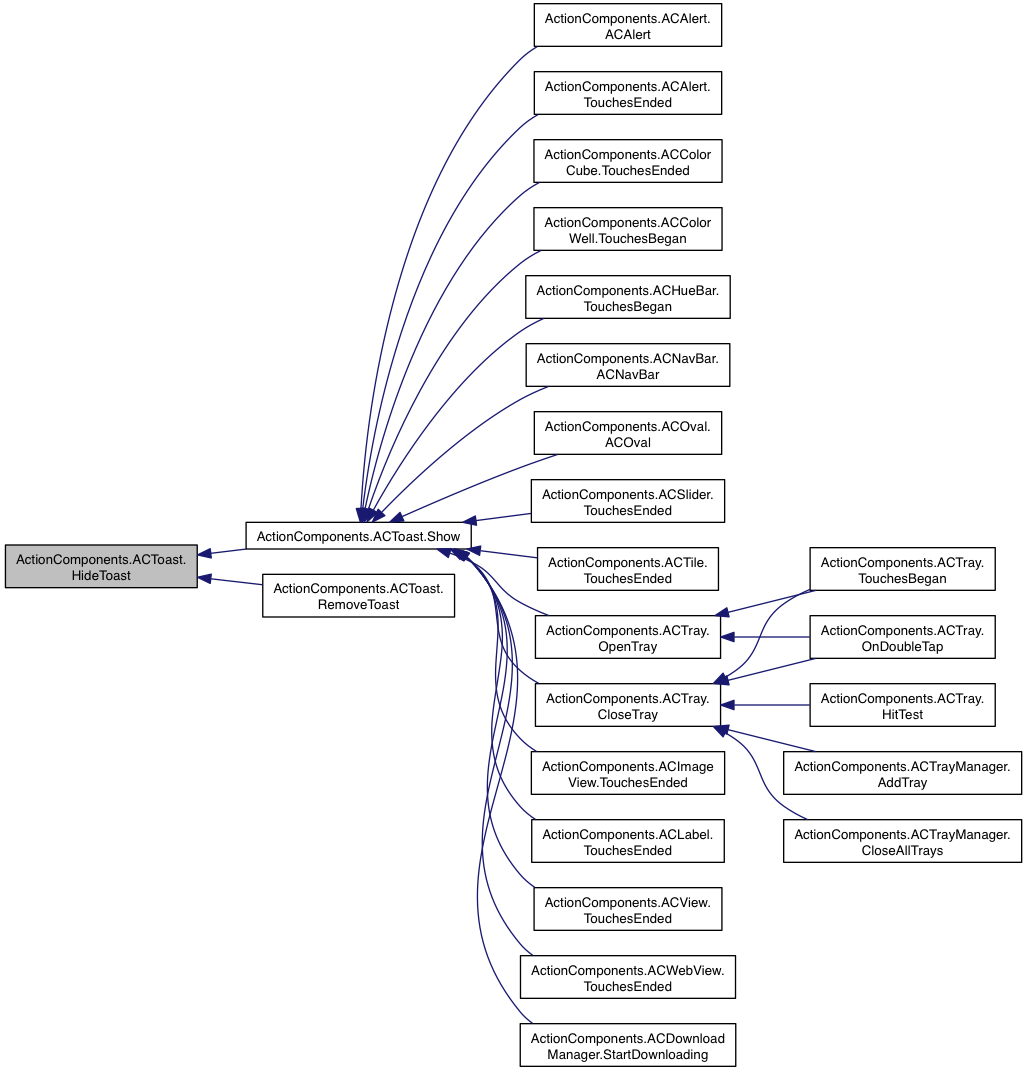 ActionComponents.ACAlert.
ACAlert
ActionComponents.ACAlert.
TouchesEnded
ActionComponents.ACColor
Cube.TouchesEnded
ActionComponents.ACColor
Well.TouchesBegan
ActionComponents.ACHueBar.
TouchesBegan
ActionComponents.ACNavBar.
ACNavBar
ActionComponents.ACOval.
ACOval
ActionComponents.ACSlider.
TouchesEnded
ActionComponents.ACToast.Show
ActionComponents.ACToast.
HideToast
ActionComponents.ACToast.
RemoveToast
ActionComponents.ACTile.
TouchesEnded
ActionComponents.ACTray.
TouchesBegan
ActionComponents.ACTray.
OpenTray
ActionComponents.ACTray.
OnDoubleTap
ActionComponents.ACTray.
CloseTray
ActionComponents.ACTray.
HitTest
ActionComponents.ACImage
View.TouchesEnded
ActionComponents.ACTrayManager.
AddTray
ActionComponents.ACLabel.
TouchesEnded
ActionComponents.ACTrayManager.
CloseAllTrays
ActionComponents.ACView.
TouchesEnded
ActionComponents.ACWebView.
TouchesEnded
ActionComponents.ACDownload
Manager.StartDownloading